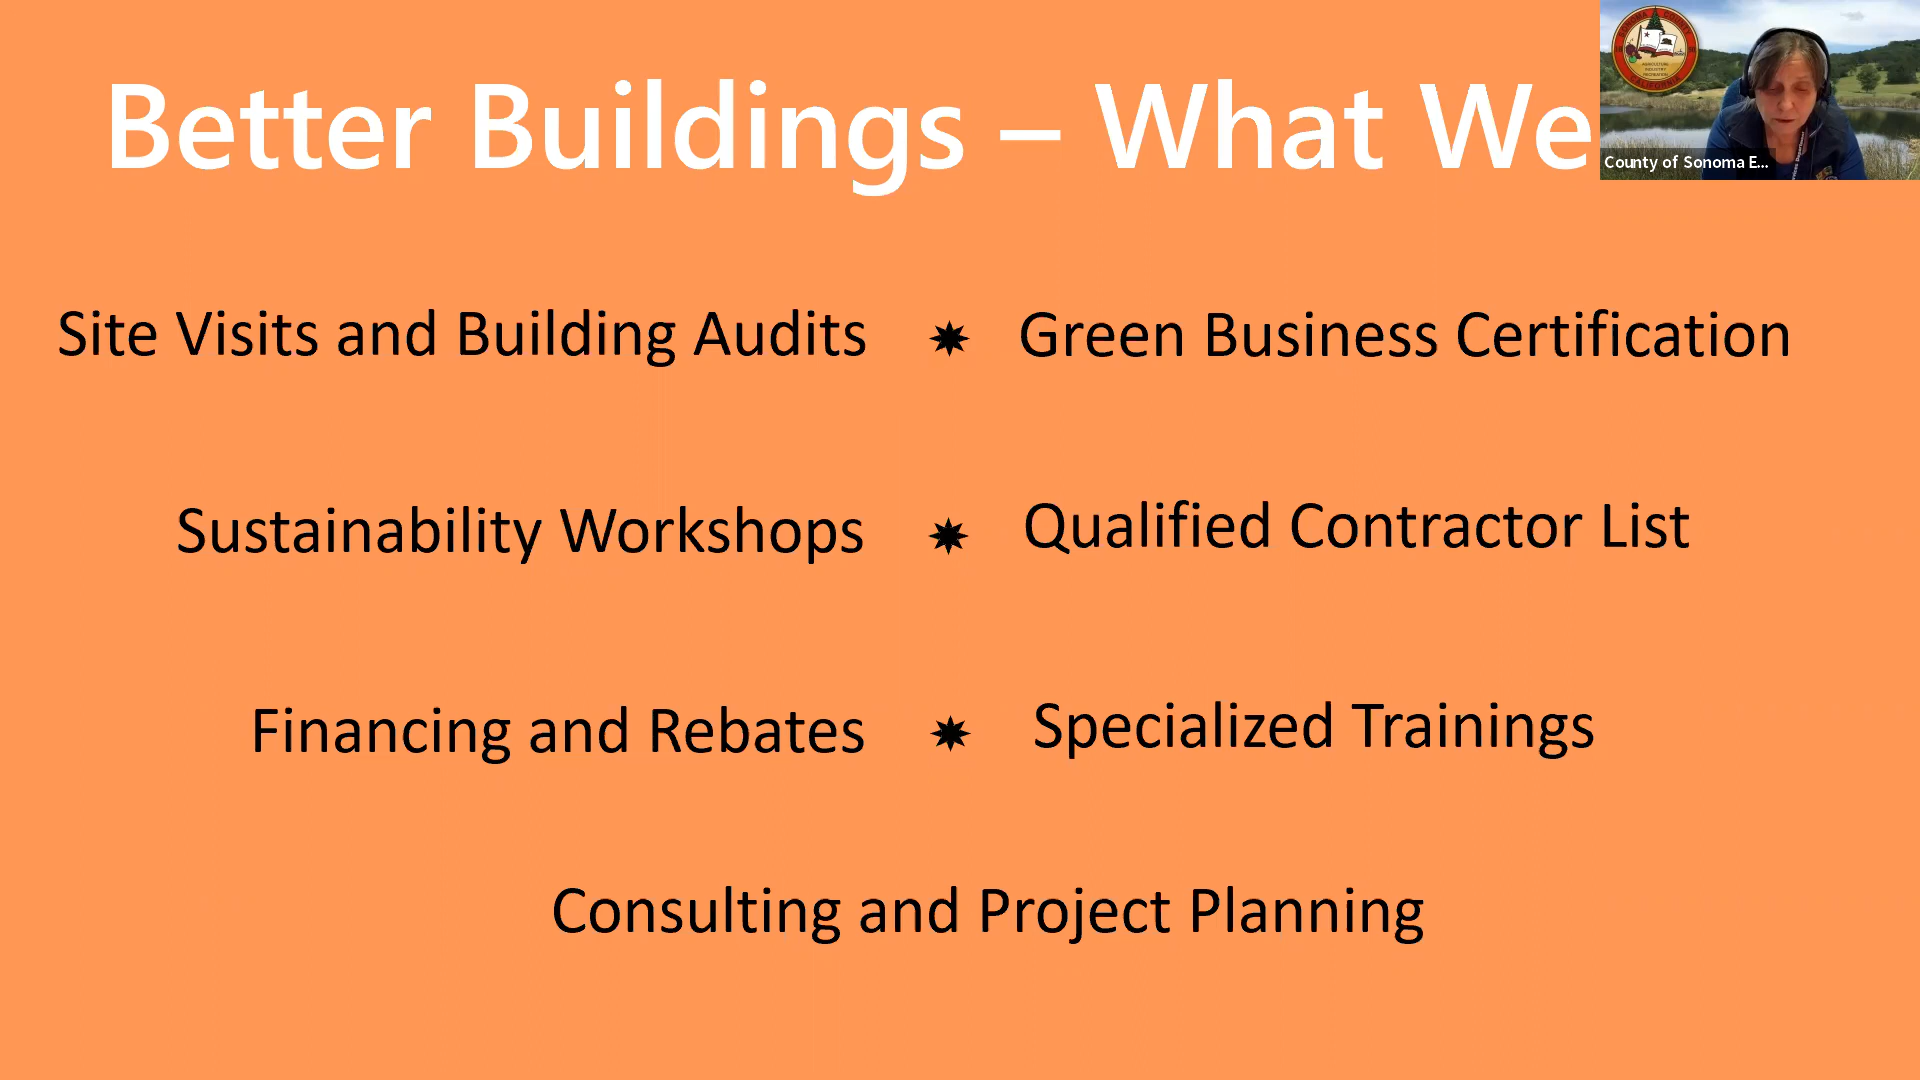 Better Buildings – What We
County of Sonoma E...
Site Visits and Building Audits
Green Business Certification
Sustainability Workshops
Qualified Contractor List
Financing and Rebates
Specialized Trainings
Consulting and Project Planning